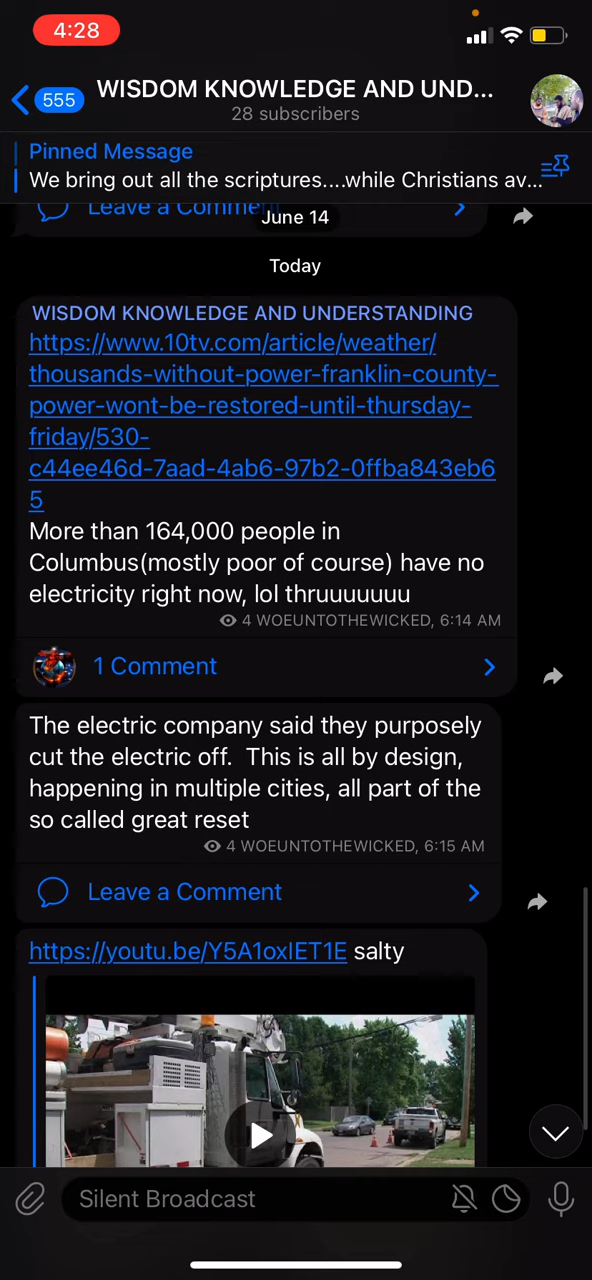 4:28
555
WISDOM KNOWLEDGE AND UND...
28 subscribers
Pinned Message
We bring out all the scriptures....while Christians av...
Leave a Comment
June 14
Today
WISDOM KNOWLEDGE AND UNDERSTANDING
https://www.10tv.com/article/weather/
thousands-without-power-franklin-county-
power-wont-be-restored-until-thursday-
friday/530-
c44ee46d-7aad-4ab6-97b2-0ffba843eb6
5
More than 164,000 people in
Columbus(mostly poor of course) have no
electricity right now, lol thruuuuuuu
4 WOEUNTOTHEWICKED, 6:14 AM
1 Comment
The electric company said they purposely
cut the electric off.  This is all by design,
happening in multiple cities, all part of the
so called great reset
4 WOEUNTOTHEWICKED, 6:15 AM
Leave a Comment
https://youtu.be/Y5A1oxIET1E salty
Silent Broadcast